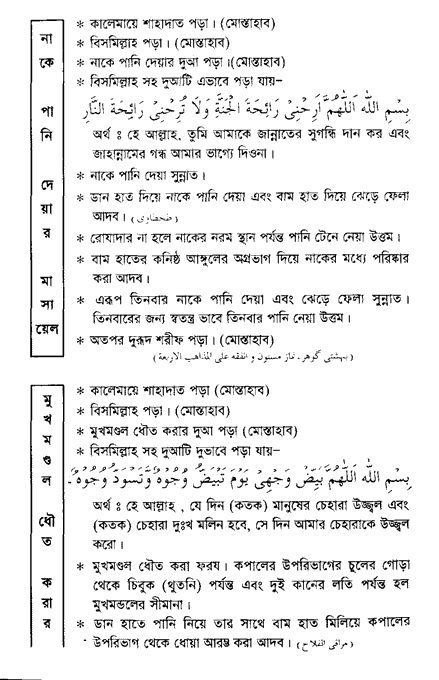 না
কে
পা
নি
দে
য়া
র
মা
সা
য়েল
* কালেমায়ে শাহাদাত পড়া। (মোস্তাহাব)
* বিসমিল্লাহ পড়া। (মোস্তাহাব)
* নাকে পানি দেয়ার দুআ পড়া।(মোস্তাহাব)
* বিসমিল্লাহ সহ দুআটি এভাবে পড়া যায়–
بِسْمِ اللهِ اَللّٰهُمَّ اَرِحْنِىْ رَائِحَةَ الْجَنَّةِ وَلَا تُرِحْنِىْ رَائِحَةَ النَّارِ
অর্থ ঃ হে আল্লাহ, তুমি আমাকে জান্নাতের সুগন্ধি দান কর এবং
জাহান্নামের গন্ধ আমার ভাগ্যে দিওনা।
* নাকে পানি দেয়া সুন্নাত।
* ডান হাত দিয়ে নাকে পানি দেয়া এবং বাম হাত দিয়ে ঝেড়ে ফেলা
আদব। (طحطاوى)
* রোযাদার না হলে নাকের নরম স্থান পর্যন্ত পানি টেনে নেয়া উত্তম।
* বাম হাতের কনিষ্ঠ আঙ্গুলের অগ্রভাগ দিয়ে নাকের মধ্যে পরিষ্কার
করা আদব।
* এরূপ তিনবার নাকে পানি দেয়া এবং ঝেড়ে ফেলা সুন্নাত।
তিনবারের জন্য স্বতন্ত্র ভাবে তিনবার পানি নেয়া উত্তম।
* অতপর দুরূদ শরীফ পড়া। (মোস্তাহাব)
(بہشتی گوہر۔ نماز مسنون و الفقه على المذاهب الاربعة)
মু
খ
ম
ণ্ড
ল
ধৌ
ত
ক
রা
র
* কালেমায়ে শাহাদাত পড়া (মোস্তাহাব)
* বিসমিল্লাহ পড়া। (মোস্তাহাব)
* মুখমণ্ডল ধৌত করার দুআ পড়া (মোস্তাহাব)
* বিসমিল্লাহ সহ দুআটি দুভাবে পড়া যায়–
بِسْمِ اللهِ اَللّٰهُمَّ بَيِّضْ وَجْهِىْ يَوْمَ تَبْيَضُّ وُجُوْهٌ وَّتَسْوَدُّ وُجُوْهٌ۔
অর্থ ঃ হে আল্লাহ , যে দিন (কতক) মানুষের চেহারা উজ্জ্বল এবং
(কতক) চেহারা দুঃখ মলিন হবে, সে দিন আমার চেহারাকে উজ্জ্বল
করো।
* মুখমণ্ডল ধৌত করা ফরয। কপালের উপরিভাগের চুলের গোড়া
থেকে চিবুক (থুতনি) পর্যন্ত এবং দুই কানের লতি পর্যন্ত হল
মুখমন্ডলের সীমানা।
* ডান হাতে পানি নিয়ে তার সাথে বাম হাত মিলিয়ে কপালের
উপরিভাগ থেকে ধোয়া আরম্ভ করা আদব। (مراقى الفلاح)